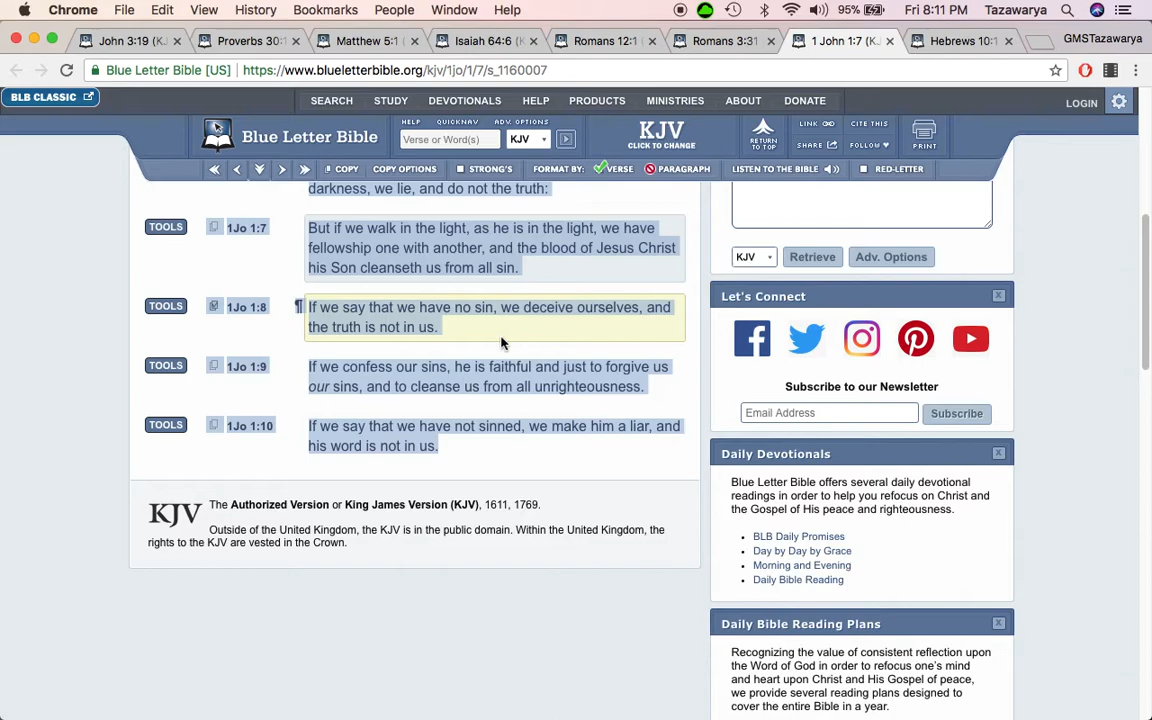 Chrome File Edit View History Bookmarks People Window Help 95% Fri 8:11 PM Tazawarya
John 3:19 (KJV Proverbs 30:1 Matthew 5:1 ( Isaiah 64:6 (K Romans 12:1 ( Romans 3:31 1 John 1:7 (KJ Hebrews 10:1 GMSTazawarya
Blue Letter Bible [US] https://www.blueletterbible.org/kjv/1jo/1/7/s_1160007
BLB CLASSIC
SEARCH STUDY DEVOTIONALS HELP PRODUCTS MINISTRIES ABOUT DONATE LOGIN
Blue Letter Bible
HELP QUICKNAV ADV. OPTIONS
Verse or Word(s) KJV
KJV
CLICK TO CHANGE
RETURN
TO TOP
LINK CITE THIS
SHARE FOLLOW
PRINT
COPY COPY OPTIONS STRONG'S FORMAT BY: VERSE PARAGRAPH LISTEN TO THE BIBLE RED-LETTER
darkness, we lie, and do not the truth:
TOOLS 1Jo 1:7 But if we walk in the light, as he is in the light, we have
fellowship one with another, and the blood of Jesus Christ
his Son cleanseth us from all sin.
TOOLS 1Jo 1:8 ¶ If we say that we have no sin, we deceive ourselves, and
the truth is not in us.
TOOLS 1Jo 1:9 If we confess our sins, he is faithful and just to forgive us
our sins, and to cleanse us from all unrighteousness.
TOOLS 1Jo 1:10 If we say that we have not sinned, we make him a liar, and
his word is not in us.
KJV
The Authorized Version or King James Version (KJV), 1611, 1769.
Outside of the United Kingdom, the KJV is in the public domain. Within the United Kingdom, the
rights to the KJV are vested in the Crown.
KJV Retrieve Adv. Options
Let's Connect X
Subscribe to our Newsletter
Email Address Subscribe
Daily Devotionals X
Blue Letter Bible offers several daily devotional
readings in order to help you refocus on Christ and
the Gospel of His peace and righteousness.
• BLB Daily Promises
• Day by Day by Grace
• Morning and Evening
• Daily Bible Reading
Daily Bible Reading Plans X
Recognizing the value of consistent reflection upon
the Word of God in order to refocus one's mind
and heart upon Christ and His Gospel of peace,
we provide several reading plans designed to
cover the entire Bible in a year.